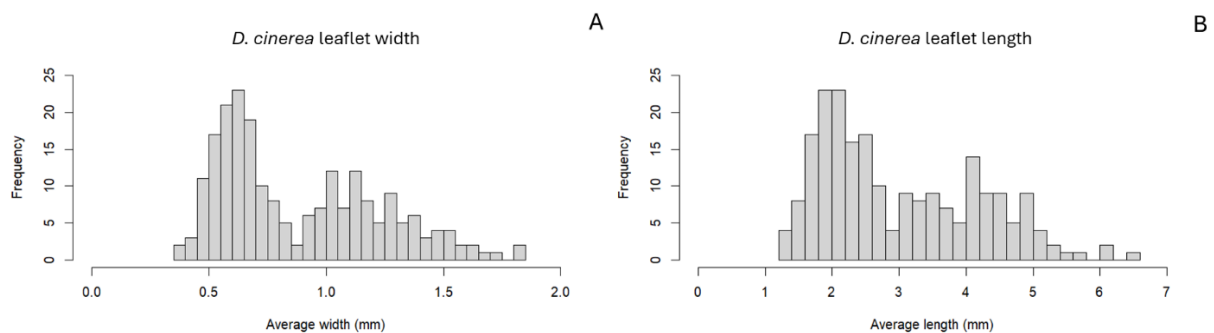 D. cinerea leaflet width
A
25
20
15
10
5
0
Frequency
0.0 0.5 1.0 1.5 2.0
Average width (mm)
D. cinerea leaflet length
B
25
20
15
10
5
0
Frequency
0 1 2 3 4 5 6 7
Average length (mm)